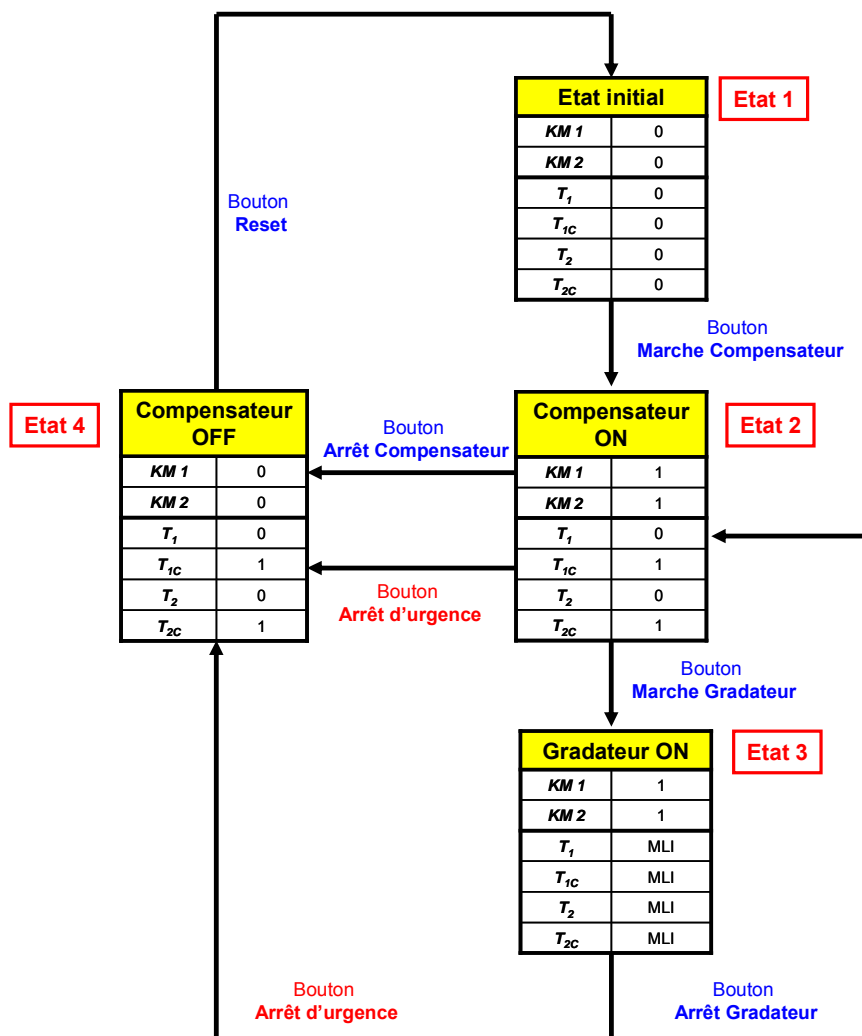 Etat initial
Etat 1
KM 1 0
KM 2 0
T1 0
T1C 0
T2 0
T2C 0
Bouton
Reset
Bouton
Marche Compensateur
Etat 4
Compensateur
OFF
KM 1 0
KM 2 0
T1 0
T1C 1
T2 0
T2C 1
Bouton
Arrêt Compensateur
Bouton
Arrêt d'urgence
Compensateur
ON
Etat 2
KM 1 1
KM 2 1
T1 0
T1C 1
T2 0
T2C 1
Bouton
Marche Gradateur
Gradateur ON
Etat 3
KM 1 1
KM 2 1
T1 MLI
T1C MLI
T2 MLI
T2C MLI
Bouton
Arrêt d'urgence
Bouton
Arrêt Gradateur